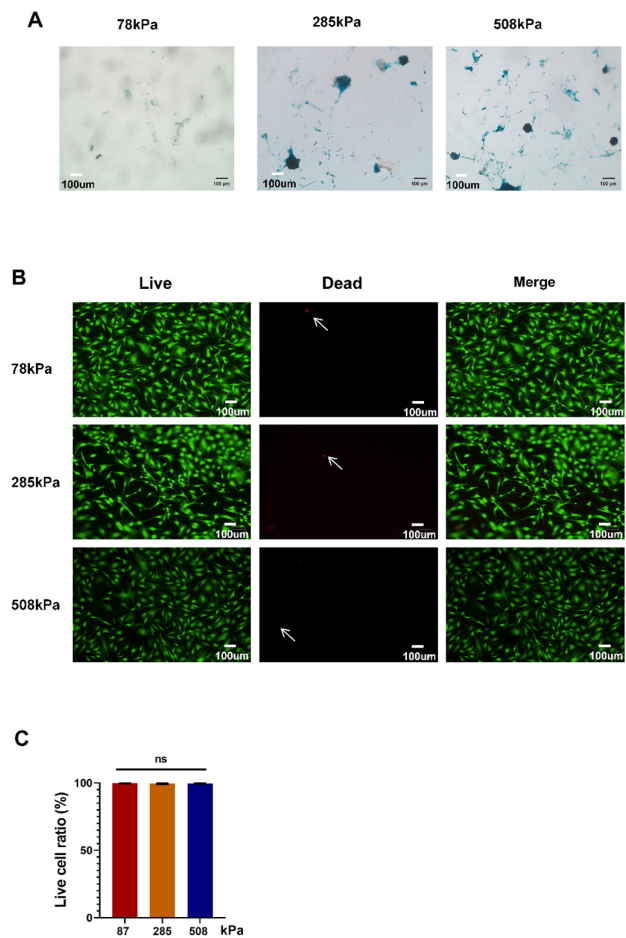 A
78kPa 285kPa 508kPa
100um 100 μm 100um 100 μm 100um 100 μm
B
Live Dead Merge
78kPa
100um 100um 100um
285kPa
100um 100um 100um
508kPa
100um 100um 100um
C
ns
Live cell ratio (%)
100
50
0
87 285 508 kPa